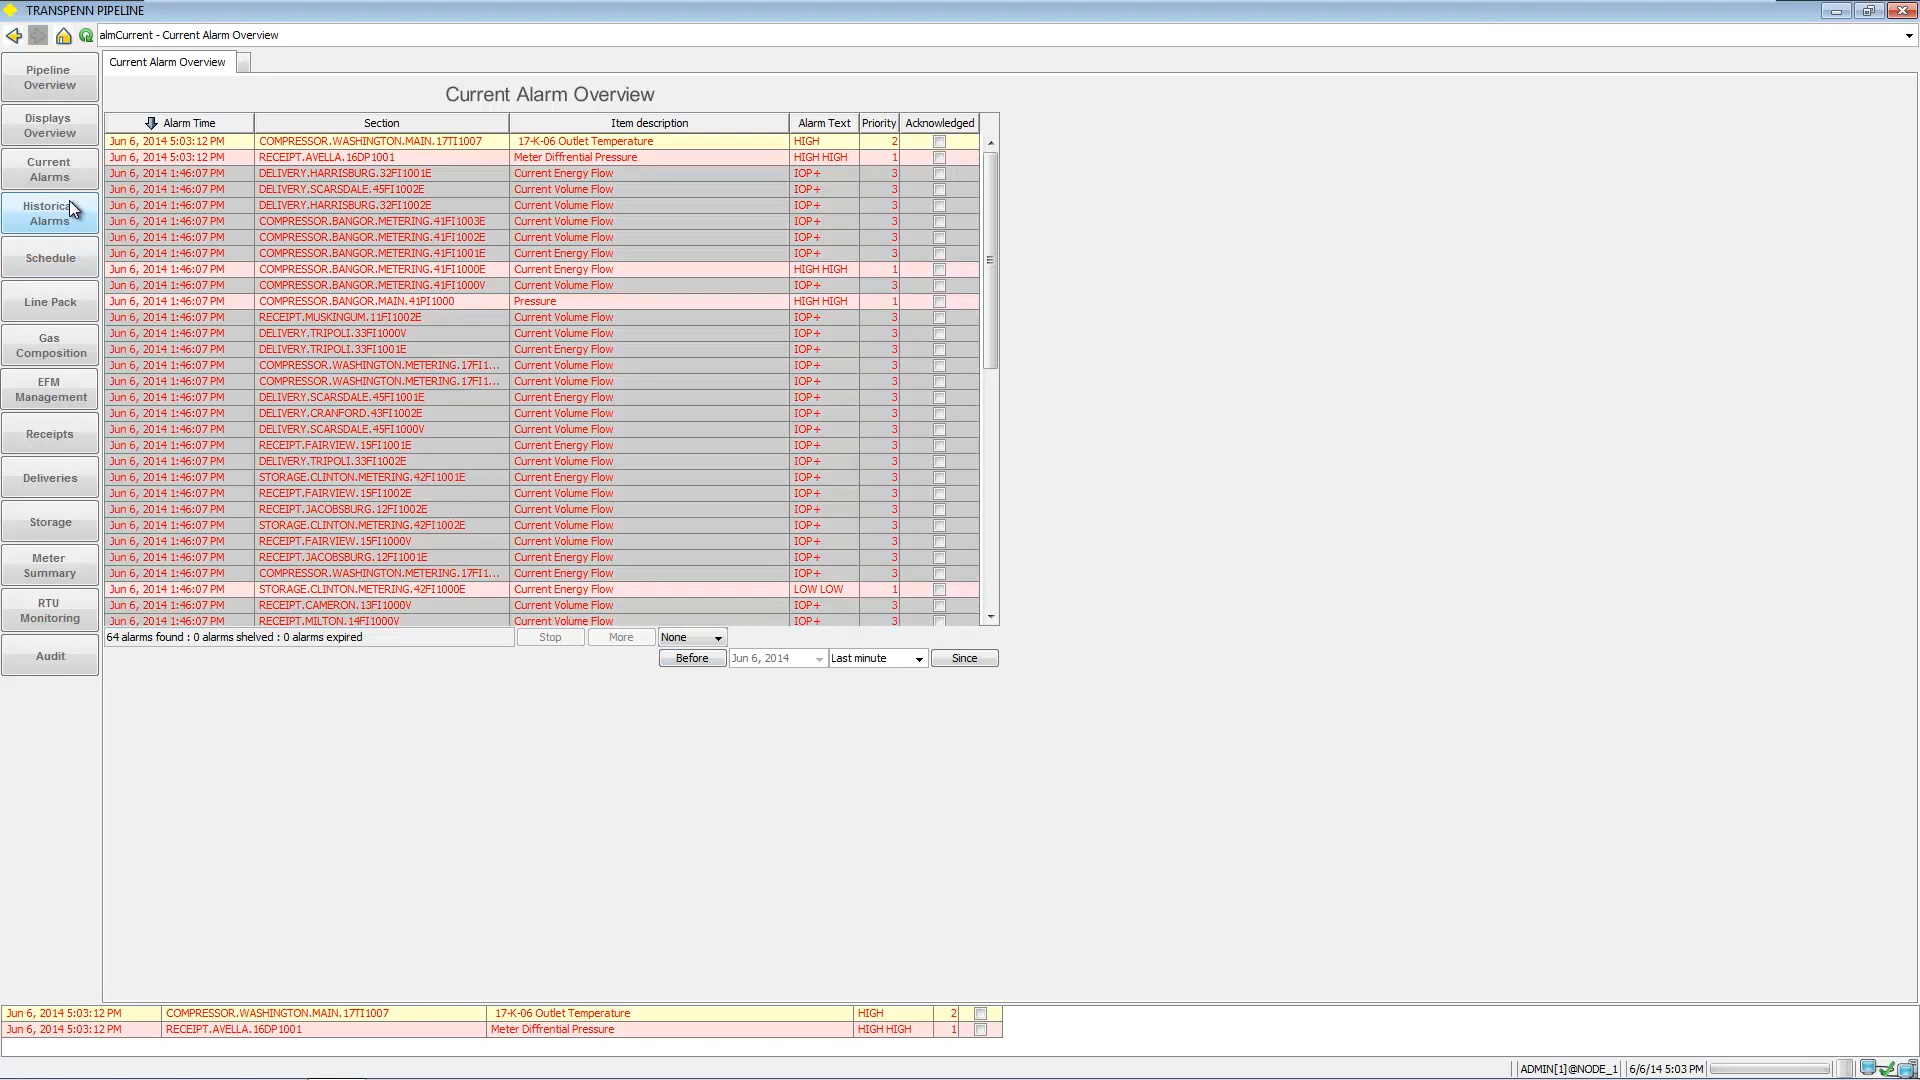 TRANSPENN PIPELINE
almCurrent - Current Alarm Overview
Pipeline
Overview
Displays
Overview
Current
Alarms
Historical
Alarms
Schedule
Line Pack
Gas
Composition
EFM
Management
Receipts
Deliveries
Storage
Meter
Summary
RTU
Monitoring
Audit
Current Alarm Overview
Current Alarm Overview
Alarm Time Section Item description Alarm Text Priority Acknowledged
Jun 6, 2014 5:03:12 PM COMPRESSOR.WASHINGTON.MAIN.17TI1007 17-K-06 Outlet Temperature HIGH 2
Jun 6, 2014 5:03:12 PM RECEIPT.AVELLA.16DP1001 Meter Diffrential Pressure HIGH HIGH 1
Jun 6, 2014 1:46:07 PM DELIVERY.HARRISBURG.32FI1001E Current Energy Flow IOP+ 3
Jun 6, 2014 1:46:07 PM DELIVERY.SCARSDALE.45FI1002E Current Volume Flow IOP+ 3
Jun 6, 2014 1:46:07 PM DELIVERY.HARRISBURG.32FI1002E Current Volume Flow IOP+ 3
Jun 6, 2014 1:46:07 PM COMPRESSOR.BANGOR.METERING.41FI1003E Current Volume Flow IOP+ 3
Jun 6, 2014 1:46:07 PM COMPRESSOR.BANGOR.METERING.41FI1002E Current Volume Flow IOP+ 3
Jun 6, 2014 1:46:07 PM COMPRESSOR.BANGOR.METERING.41FI1001E Current Energy Flow IOP+ 3
Jun 6, 2014 1:46:07 PM COMPRESSOR.BANGOR.METERING.41FI1000E Current Energy Flow HIGH HIGH 1
Jun 6, 2014 1:46:07 PM COMPRESSOR.BANGOR.METERING.41FI1000V Current Volume Flow IOP+ 3
Jun 6, 2014 1:46:07 PM COMPRESSOR.BANGOR.MAIN.41PI1000 Pressure HIGH HIGH 1
Jun 6, 2014 1:46:07 PM RECEIPT.MUSKINGUM.11FI1002E Current Volume Flow IOP+ 3
Jun 6, 2014 1:46:07 PM DELIVERY.TRIPOLI.33FI1000V Current Volume Flow IOP+ 3
Jun 6, 2014 1:46:07 PM DELIVERY.TRIPOLI.33FI1001E Current Energy Flow IOP+ 3
Jun 6, 2014 1:46:07 PM COMPRESSOR.WASHINGTON.METERING.17FI1... Current Volume Flow IOP+ 3
Jun 6, 2014 1:46:07 PM COMPRESSOR.WASHINGTON.METERING.17FI1... Current Volume Flow IOP+ 3
Jun 6, 2014 1:46:07 PM DELIVERY.SCARSDALE.45FI1001E Current Energy Flow IOP+ 3
Jun 6, 2014 1:46:07 PM DELIVERY.CRANFORD.43FI1002E Current Volume Flow IOP+ 3
Jun 6, 2014 1:46:07 PM DELIVERY.SCARSDALE.45FI1000V Current Volume Flow IOP+ 3
Jun 6, 2014 1:46:07 PM RECEIPT.FAIRVIEW.15FI1001E Current Energy Flow IOP+ 3
Jun 6, 2014 1:46:07 PM DELIVERY.TRIPOLI.33FI1002E Current Volume Flow IOP+ 3
Jun 6, 2014 1:46:07 PM STORAGE.CLINTON.METERING.42FI1001E Current Energy Flow IOP+ 3
Jun 6, 2014 1:46:07 PM RECEIPT.FAIRVIEW.15FI1002E Current Volume Flow IOP+ 3
Jun 6, 2014 1:46:07 PM RECEIPT.JACOBSBURG.12FI1002E Current Volume Flow IOP+ 3
Jun 6, 2014 1:46:07 PM STORAGE.CLINTON.METERING.42FI1002E Current Volume Flow IOP+ 3
Jun 6, 2014 1:46:07 PM RECEIPT.FAIRVIEW.15FI1000V Current Volume Flow IOP+ 3
Jun 6, 2014 1:46:07 PM RECEIPT.JACOBSBURG.12FI1001E Current Energy Flow IOP+ 3
Jun 6, 2014 1:46:07 PM COMPRESSOR.WASHINGTON.METERING.17FI1... Current Energy Flow IOP+ 3
Jun 6, 2014 1:46:07 PM STORAGE.CLINTON.METERING.42FI1000E Current Energy Flow LOW LOW 1
Jun 6, 2014 1:46:07 PM RECEIPT.CAMERON.13FI1000V Current Volume Flow IOP+ 3
Jun 6, 2014 1:46:07 PM RECEIPT.MILTON.14FI1000V Current Volume Flow IOP+ 3
64 alarms found : 0 alarms shelved : 0 alarms expired Stop More None
Before Jun 6, 2014 Last minute Since
Jun 6, 2014 5:03:12 PM COMPRESSOR.WASHINGTON.MAIN.17TI1007 17-K-06 Outlet Temperature HIGH 2
Jun 6, 2014 5:03:12 PM RECEIPT.AVELLA.16DP1001 Meter Diffrential Pressure HIGH HIGH 1
ADMIN[1]@NODE_1 6/6/14 5:03 PM